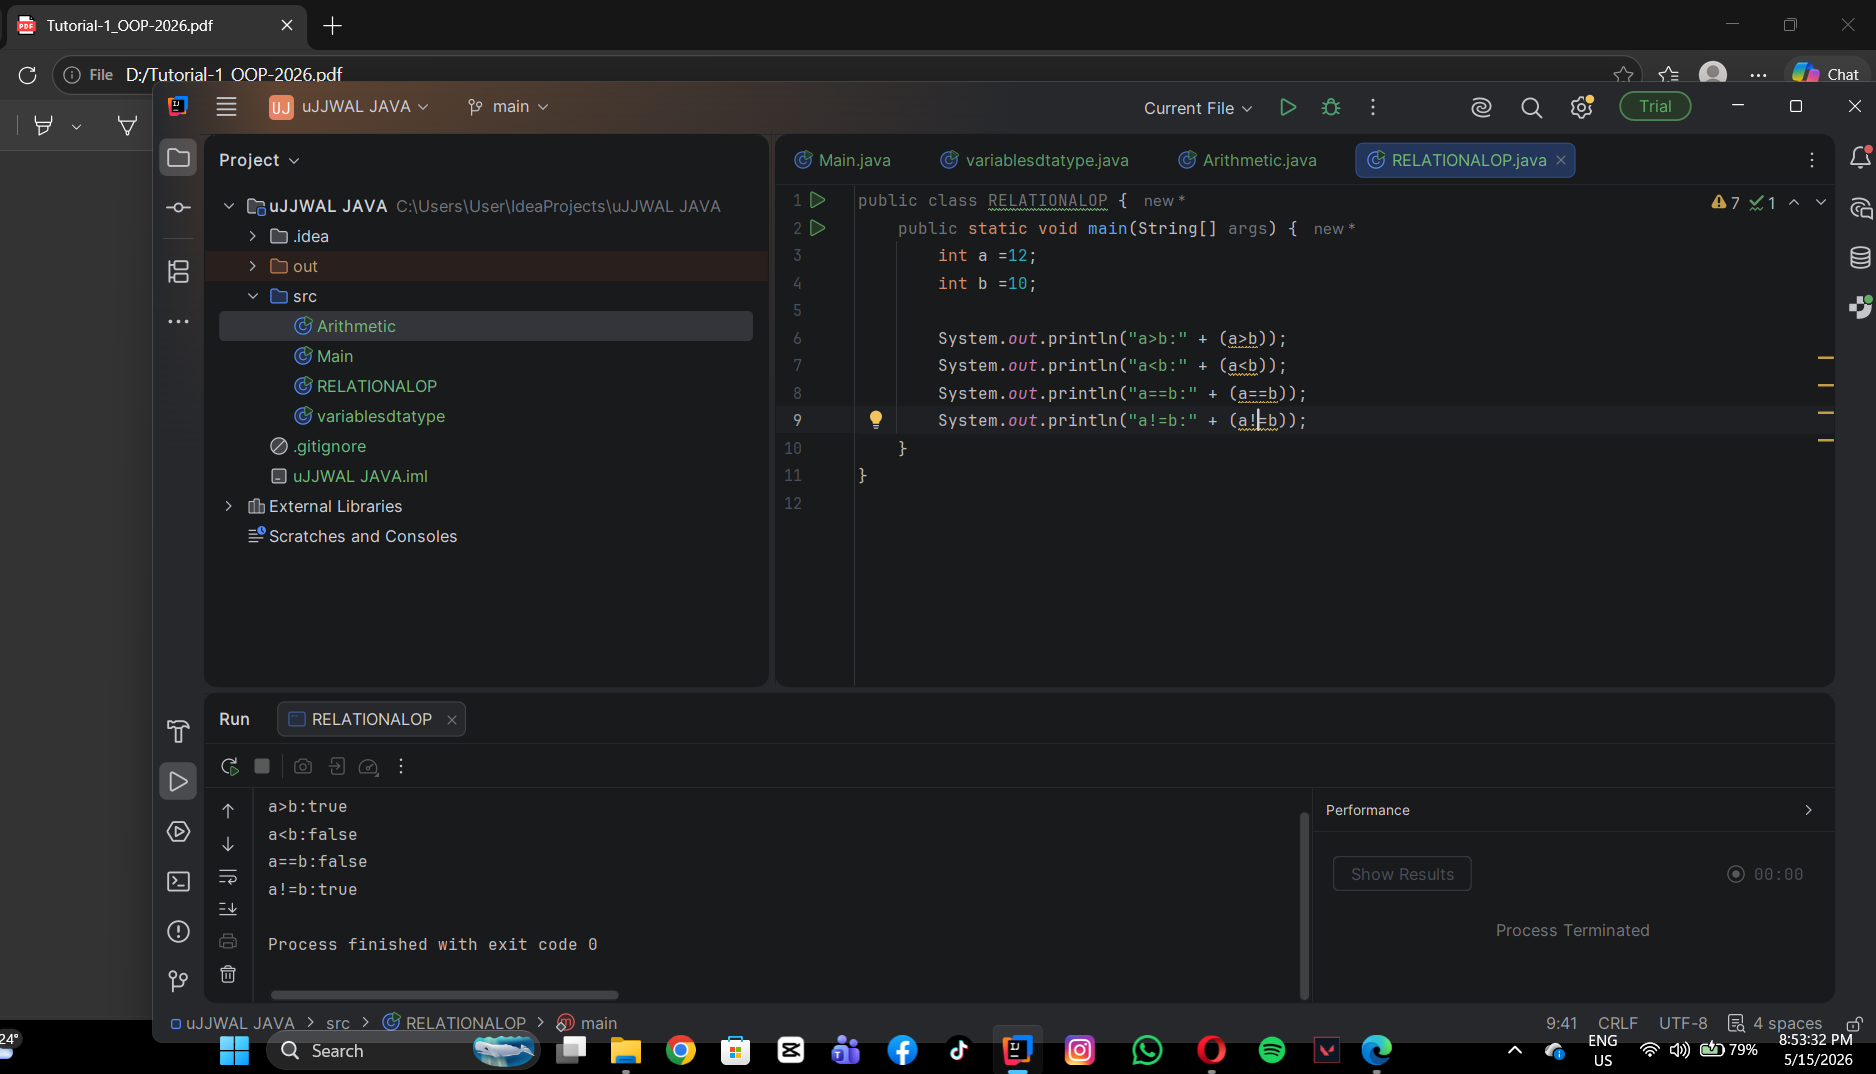 Tutorial-1_OOP-2026.pdf
File D:/Tutorial-1_OOP-2026.pdf
Chat
UJ uJJWAL JAVA main Current File Trial
Project
Main.java variablesdtatype.java Arithmetic.java RELATIONALOP.java
uJJWAL JAVA C:\Users\User\IdeaProjects\uJJWAL JAVA
.idea
out
src
Arithmetic
Main
RELATIONALOP
variablesdtatype
.gitignore
uJJWAL JAVA.iml
External Libraries
Scratches and Consoles
1 public class RELATIONALOP { new *
7 1
2 public static void main(String[] args) { new *
3 int a =12;
4 int b =10;
5
6 System.out.println("a>b:" + (a>b));
7 System.out.println("a<b:" + (a<b));
8 System.out.println("a==b:" + (a==b));
9 System.out.println("a!=b:" + (a!=b));
10 }
11 }
12
Run RELATIONALOP
a>b:true
a<b:false
a==b:false
a!=b:true
Process finished with exit code 0
Performance
Show Results 00:00
Process Terminated
uJJWAL JAVA > src > RELATIONALOP > main
9:41 CRLF UTF-8 4 spaces
24°
Search
ENG
US
79%
8:53:32 PM
5/15/2026